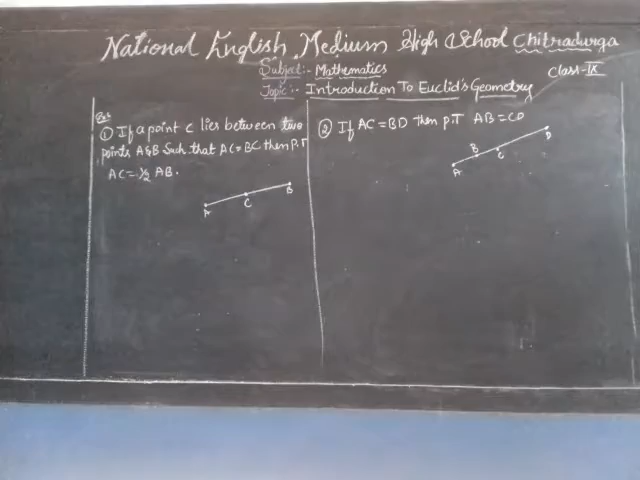 National English Medium High School Chitradurga
Subject:- Mathematics
Class-IX
Topic:- Introduction To Euclid's Geometry
① If a point C lies between two
points A & B Such that AC = BC then P.T
AC = 1/2 AB.
A C B
② If AC = BD then P.T AB = CD
A B C D